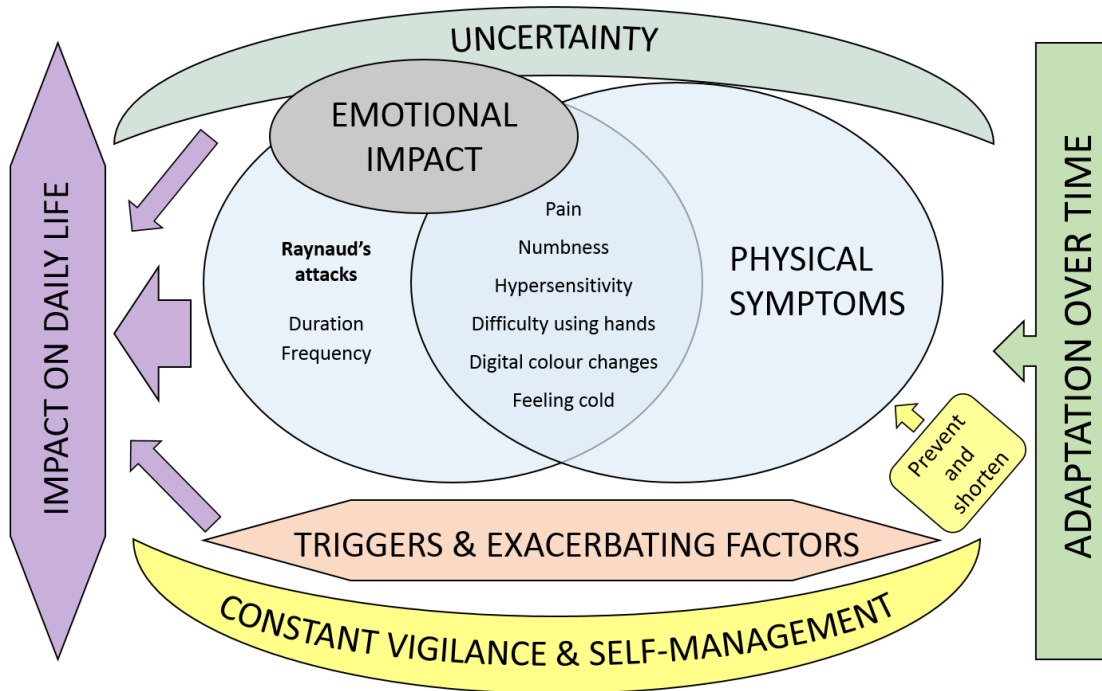 UNCERTAINTY
EMOTIONAL
IMPACT
IMPACT ON DAILY LIFE
Raynaud's
attacks
Duration
Frequency
Pain
Numbness
Hypersensitivity
Difficulty using hands
Digital colour changes
Feeling cold
PHYSICAL
SYMPTOMS
ADAPTATION OVER TIME
Prevent
and
shorten
TRIGGERS & EXACERBATING FACTORS
CONSTANT VIGILANCE & SELF-MANAGEMENT